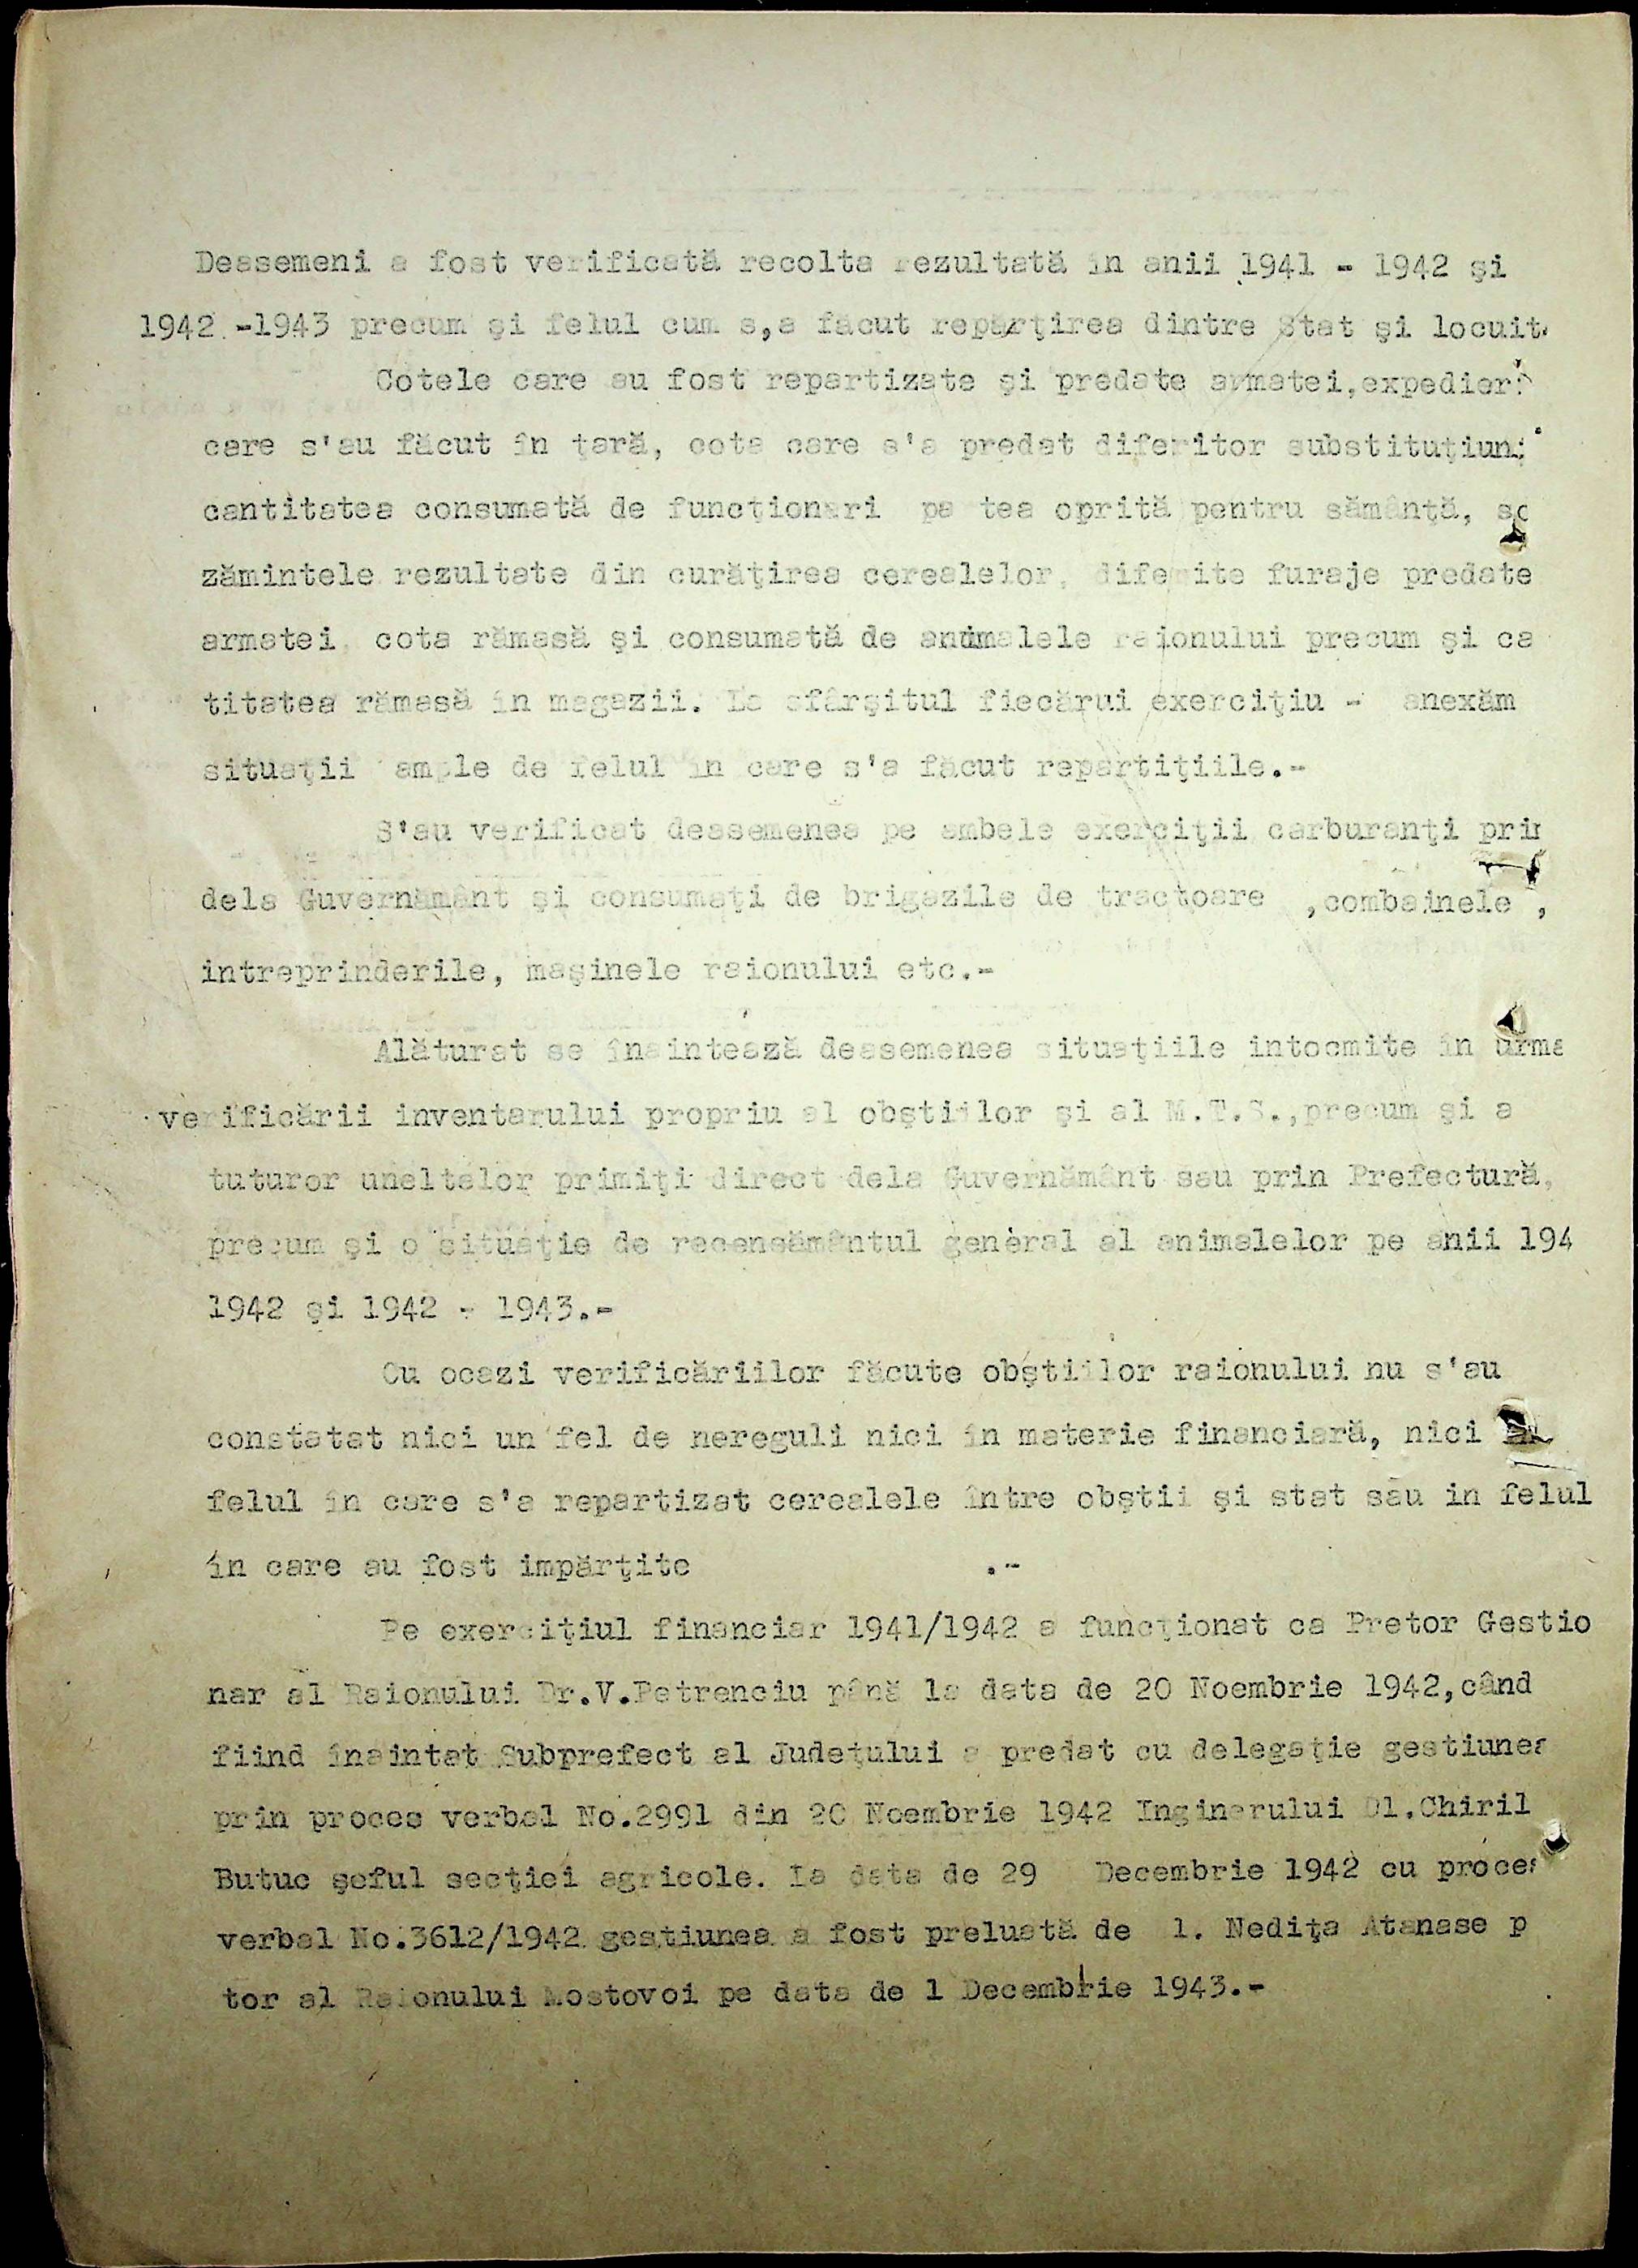 Deasemeni a fost verificată recolta rezultată în anii 1941 - 1942 şi
1942 -1943 precum şi felul cum s,a făcut reparţirea dintre Stat şi locuit
Cotele care au fost repartizate şi predate armatei,expedieri
care s'au făcut în ţară, cota care s'a predat diferitor substituţiuni
cantitatea consumată de funcţionari pa tea oprită pentru sămânţă, sc
zămintele rezultate din curăţirea cerealelor, diferite furaje predate
armatei, cota rămasă şi consumată de animalele raionului precum şi ca
titatea rămasă în magazii. La sfârşitul fiecărui exerciţiu - anexăm
situaţii ample de felul în care s'a făcut repartiţiile.-
S'au verificat deasemenea pe ambele exerciţii carburanţi prim
dela Guvernământ şi consumaţi de brigazile de tractoare ,combainele ,
intreprinderile, maşinele raionului etc.-
Alăturat se înaintează deasemenea situaţiile intocmite în urma
verificării inventarului propriu al obştiilor şi al M.T.S.,precum şi a
tuturor uneltelor primiţi direct dela Guvernământ sau prin Prefectură,
precum şi o situaţie de recensământul general al animalelor pe anii 194
1942 şi 1942 - 1943.-
Cu ocazi verificăriilor făcute obştiilor raionului nu s'au
constatat nici un fel de nereguli nici în materie financiară, nici
felul în care s'a repartizat cerealele între obştii şi stat sau in felul
în care au fost impărţite .-
Pe exerciţiul financiar 1941/1942 a funcţionat ca Pretor Gestio
nar al Raionului Dr.V.Petrenciu până la data de 20 Noembrie 1942,când
fiind înaintat Subprefect al Judeţului a predat cu delegaţie gestiunea
prin proces verbal No.2991 din 20 Noembrie 1942 Inginerului Dl.Chiril
Butuc şeful secţiei agricole. La data de 29 Decembrie 1942 cu proces
verbal No.3612/1942 gestiunea a fost preluată de l. Nediţa Atanase p
tor al Raionului Mostovoi pe data de 1 Decembrie 1943.-